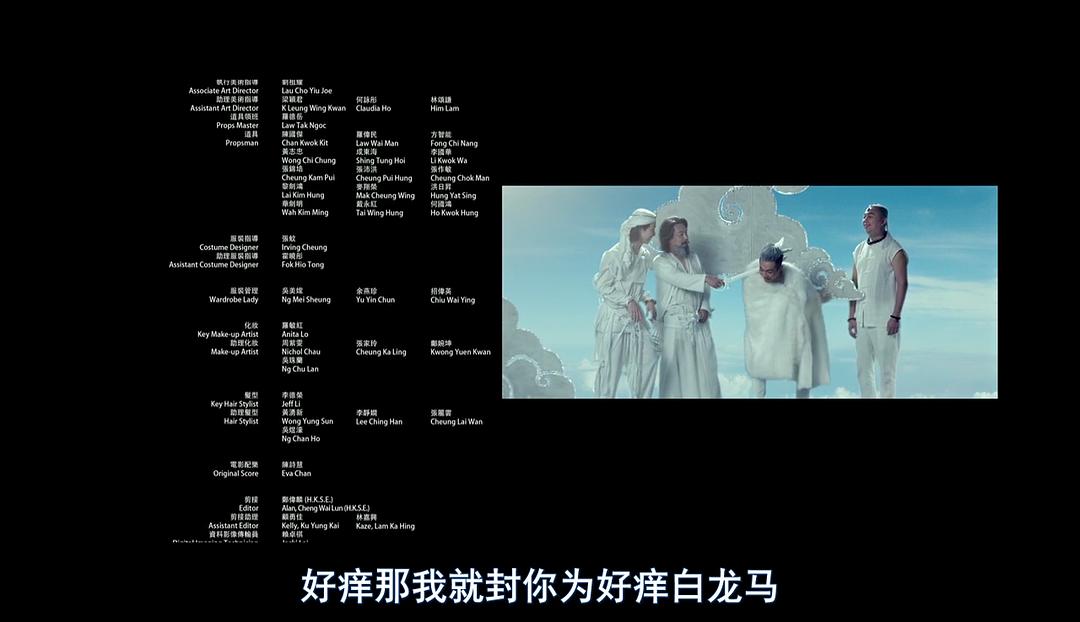 執行美術指導 劉祖耀
Associate Art Director Lau Cho Yiu Joe
助理美術指導 梁穎君 何詠彤 林頌謙
Assistant Art Director K Leung Wing Kwan Claudia Ho Him Lam
道具領班 羅德岳
Props Master Law Tak Ngoc
道具 陳國傑 羅偉民 方智能
Propsman Chan Kwok Kit Law Wai Man Fong Chi Nang
黃志忠 成東海 李國華
Wong Chi Chung Shing Tung Hoi Li Kwok Wa
張錦培 張沛洪 張作敏
Cheung Kam Pui Cheung Pui Hung Cheung Chok Man
黎劍鴻 麥翔榮 洪日昇
Lai Kim Hung Mak Cheung Wing Hung Yat Sing
華劍明 戴永紅 何國鴻
Wah Kim Ming Tai Wing Hung Ho Kwok Hung
服裝指導 張蚊
Costume Designer Irving Cheung
助理服裝指導 霍曉彤
Assistant Costume Designer Fok Hio Tong
服裝管理 吳美嫦 余燕珍 招偉英
Wardrobe Lady Ng Mei Sheung Yu Yin Chun Chiu Wai Ying
化妝 羅敏紅
Key Make-up Artist Anita Lo
助理化妝 周紫雯 張家玲 鄺婉坤
Make-up Artist Nichol Chau Cheung Ka Ling Kwong Yuen Kwan
吳珠蘭
Ng Chu Lan
髮型 李德榮
Key Hair Stylist Jeff Li
助理髮型 黃湧新 李靜嫻 張麗雲
Hair Stylist Wong Yung Sun Lee Ching Han Cheung Lai Wan
吳煜濠
Ng Chan Ho
電影配樂 陳詩慧
Original Score Eva Chan
剪接 鄭偉麟 (H.K.S.E.)
Editor Alan, Cheng Wai Lun (H.K.S.E.)
剪接助理 顧勇佳 林嘉興
Assistant Editor Kelly, Ku Yung Kai Kaze, Lam Ka Hing
資料影像傳輸員 賴卓祺
好痒那我就封你为好痒白龙马